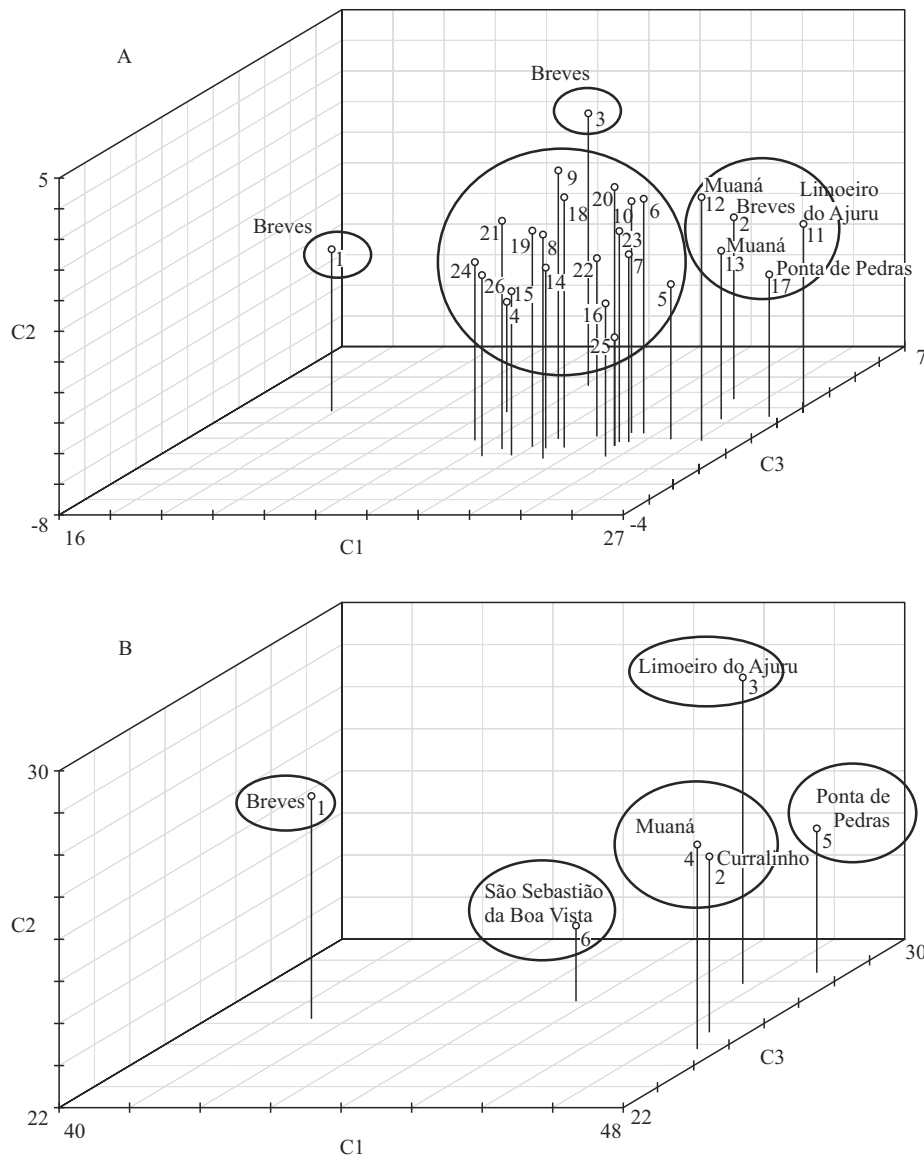 A
Breves
3
5
9
Muaná
Limoeiro
do Ajuru
12
Breves
2
11
20
6
18
10
Breves
1
21
19
8
23
Muaná
13
24
22
7
14
Ponta de Pedras
17
26
15
5
4
16
C2
25
7
C3
-8
-4
16
27
C1
B
Limoeiro do Ajuru
3
30
Breves
1
Ponta de
Pedras
5
Muaná
4
Curralinho
2
São Sebastião
da Boa Vista
6
C2
30
C3
22
22
40
48
C1